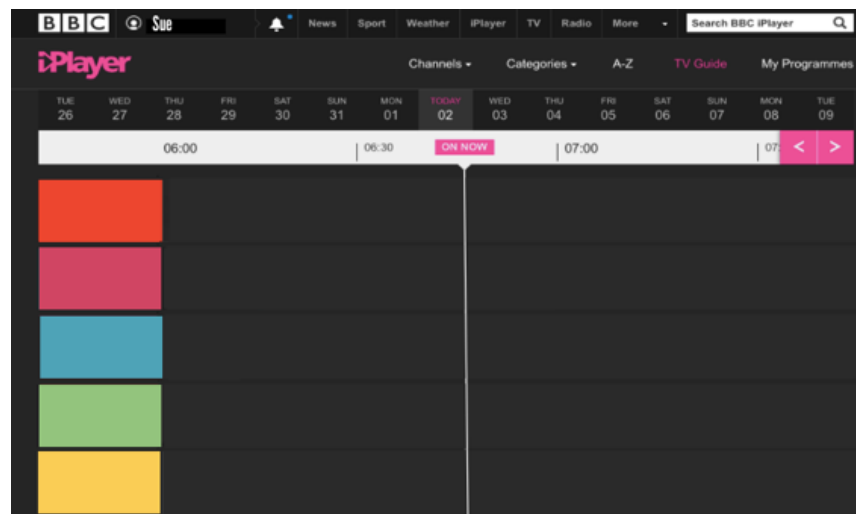 BBC Sue News Sport Weather iPlayer TV Radio More Search BBC iPlayer
iPlayer Channels Categories A-Z TV Guide My Programmes
TUE WED THU FRI SAT SUN MON TODAY WED THU FRI SAT SUN MON TUE
26 27 28 29 30 31 01 02 03 04 05 06 07 08 09
06:00 06:30 ON NOW 07:00 07: < >